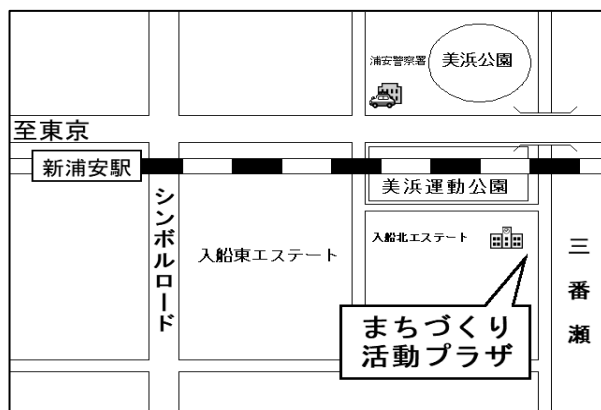 浦安警察署
美浜公園
至東京
新浦安駅
美浜運動公園
シンボルロード
入船東エステート
入船北エステート
三番瀬
まちづくり
活動プラザ